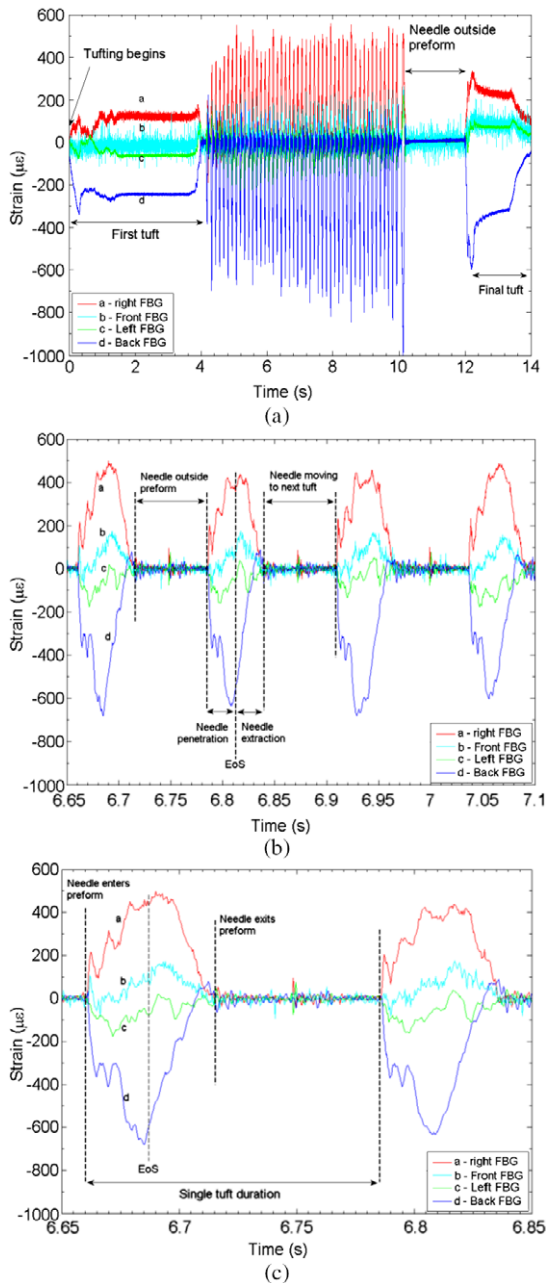 600
400
200
0
-200
-400
-600
-800
-1000
Strain (με)
Tufting begins
a
b
c
d
First tuft
Needle outside
preform
Final tuft
a - right FBG
b - Front FBG
c - Left FBG
d - Back FBG
0 2 4 6 8 10 12 14
Time (s)
(a)
600
400
200
0
-200
-400
-600
-800
-1000
Strain (με)
a
b
c
d
Needle outside
preform
Needle moving
to next tuft
Needle
penetration
Needle
extraction
EoS
a - right FBG
b - Front FBG
c - Left FBG
d - Back FBG
6.65 6.7 6.75 6.8 6.85 6.9 6.95 7 7.05 7.1
Time (s)
(b)
600
400
200
0
-200
-400
-600
-800
-1000
Strain (με)
Needle enters
preform
a
b
c
d
Needle exits
preform
EoS
Single tuft duration
a - right FBG
b - Front FBG
c - Left FBG
d - Back FBG
6.65 6.7 6.75 6.8 6.85
Time (s)
(c)